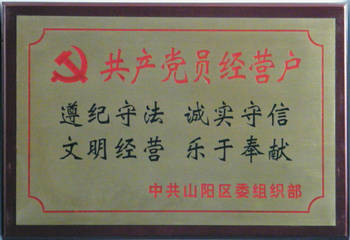 共产党员经营户
遵纪守法 诚实守信
文明经营 乐于奉献
中共山阳区委组织部